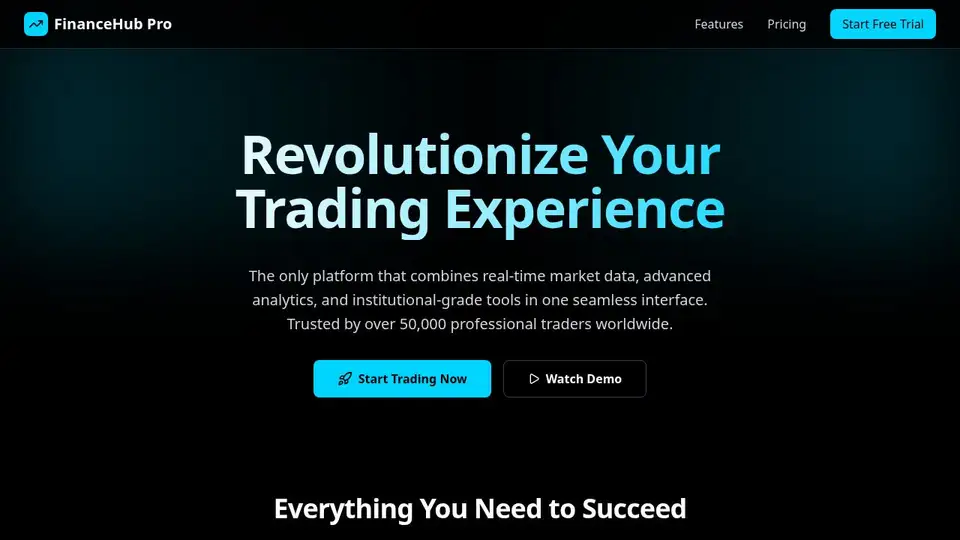 FinanceHub Pro
Features
Pricing
Start Free Trial
Revolutionize Your
Trading Experience
The only platform that combines real-time market data, advanced
analytics, and institutional-grade tools in one seamless interface.
Trusted by over 50,000 professional traders worldwide.
Start Trading Now
Watch Demo
Everything You Need to Succeed